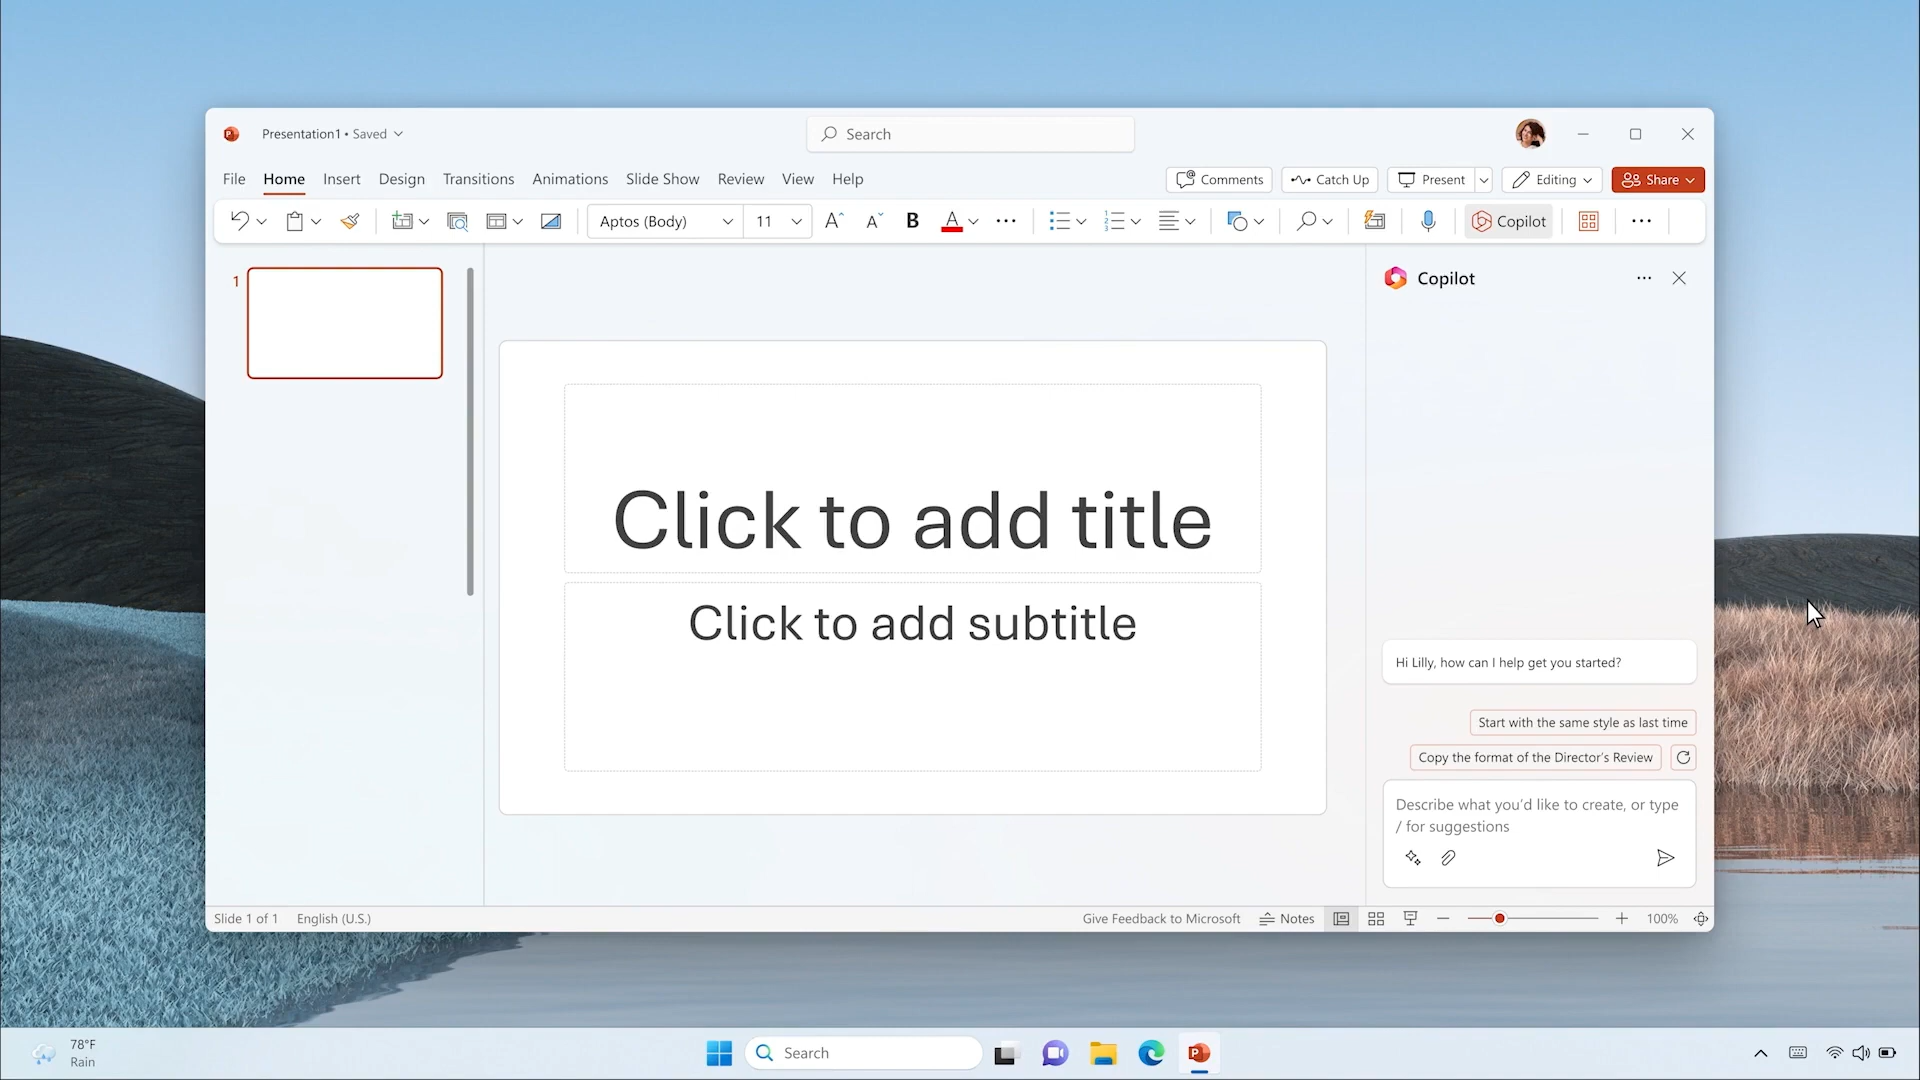 Presentation1 • Saved
Search
File Home Insert Design Transitions Animations Slide Show Review View Help
Comments Catch Up Present Editing Share
Aptos (Body) 11 A A B A Copilot
1
Copilot
Click to add title
Click to add subtitle
Hi Lilly, how can I help get you started?
Start with the same style as last time
Copy the format of the Director's Review
Describe what you'd like to create, or type
/ for suggestions
Slide 1 of 1 English (U.S.) Give Feedback to Microsoft Notes 100%
78°F
Rain
Search